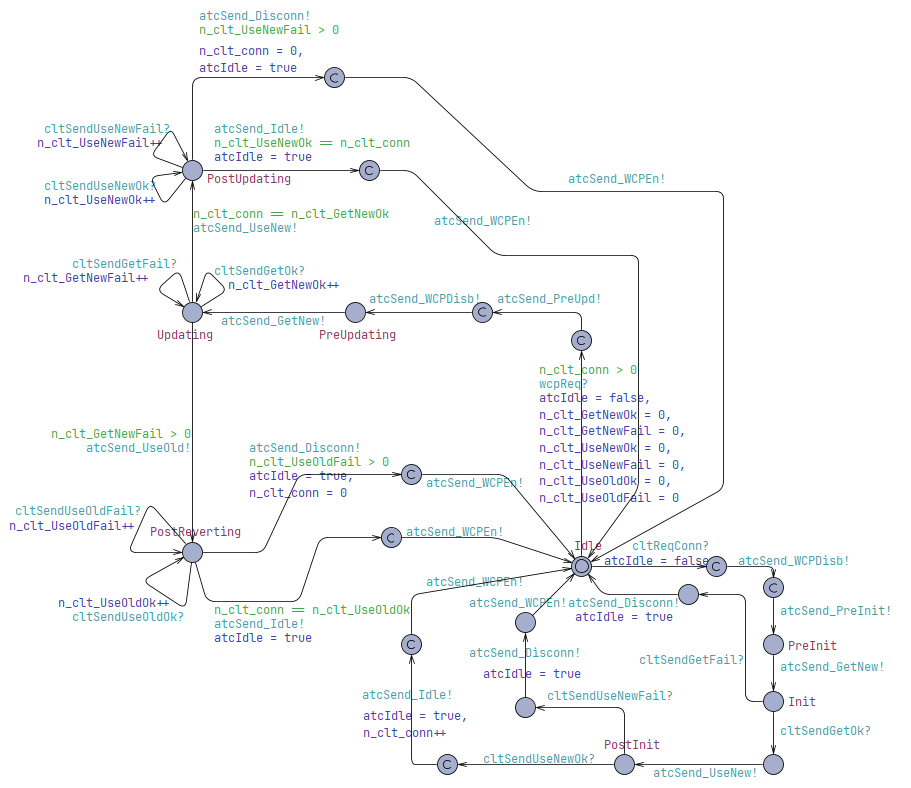 atcSend_Disconn!
n_clt_UseNewFail > 0
n_clt_conn = 0,
atcIdle = true
C
cltSendUseNewFail?
n_clt_UseNewFail++
atcSend_Idle!
n_clt_UseNewOk == n_clt_conn
atcIdle = true
C
PostUpdating
cltSendUseNewOk?
n_clt_UseNewOk++
atcSend_WCPEn!
atcSend_WCPEn!
n_clt_conn == n_clt_GetNewOk
atcSend_UseNew!
cltSendGetFail?
n_clt_GetNewFail++
cltSendGetOk?
n_clt_GetNewOk++
atcSend_WCPDisb!
atcSend_PreUpd!
C
atcSend_GetNew!
Updating
PreUpdating
C
n_clt_conn > 0
wcpReq?
atcIdle = false,
n_clt_GetNewOk = 0,
n_clt_GetNewFail = 0,
n_clt_UseNewOk = 0,
n_clt_UseNewFail = 0,
n_clt_UseOldOk = 0,
n_clt_UseOldFail = 0
n_clt_GetNewFail > 0
atcSend_UseOld!
atcSend_Disconn!
n_clt_UseOldFail > 0
atcIdle = true,
n_clt_conn = 0
C
atcSend_WCPEn!
cltSendUseOldFail?
n_clt_UseOldFail++
PostReverting
C
atcSend_WCPEn!
n_clt_UseOldOk++
cltSendUseOldOk?
n_clt_conn == n_clt_UseOldOk
atcSend_Idle!
atcIdle = true
Idle
cltReqConn?
atcIdle = false
C
atcSend_WCPDisb!
C
atcSend_PreInit!
PreInit
atcSend_GetNew!
Init
cltSendGetOk?
atcSend_WCPEn!
atcSend_WCPEn!
atcSend_Disconn!
atcIdle = true
cltSendGetFail?
C
atcSend_Disconn!
atcIdle = true
cltSendUseNewFail?
atcSend_Idle!
atcIdle = true,
n_clt_conn++
PostInit
C
cltSendUseNewOk?
atcSend_UseNew!